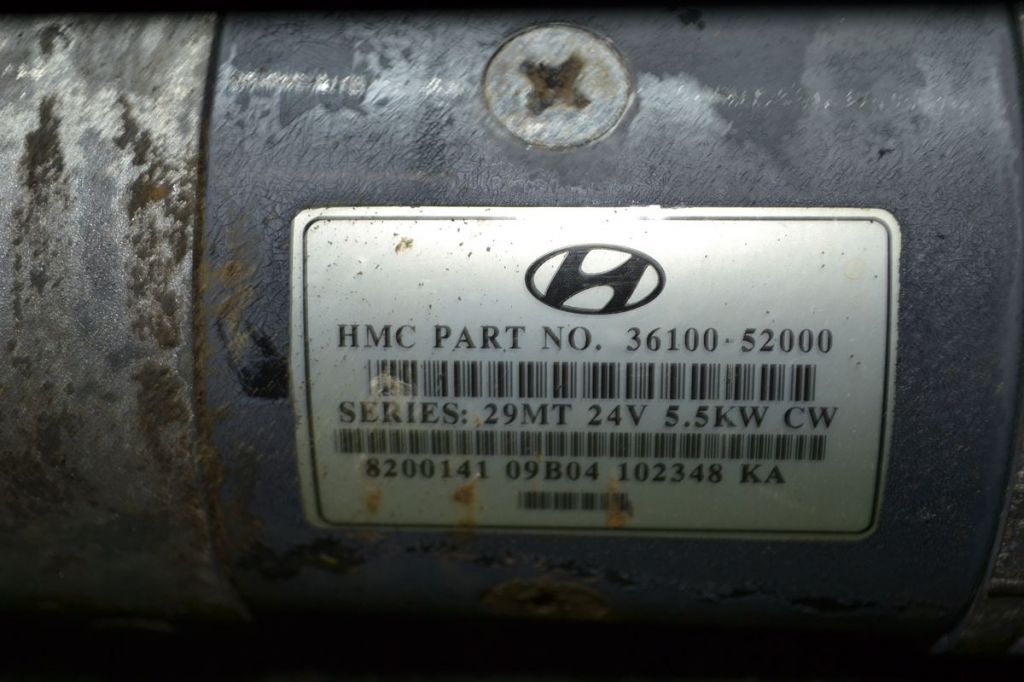 HMC PART NO. 36100-52000
SERIES: 29MT 24V 5.5KW CW
8200141 09B04 102348 KA